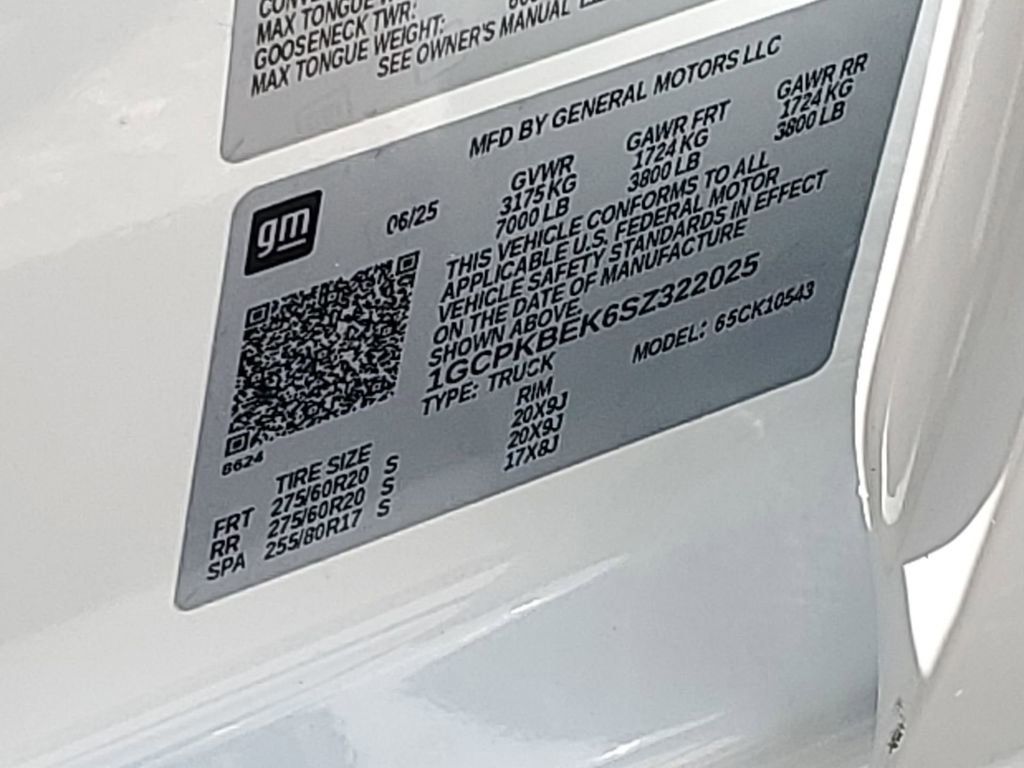 MAX TONGUE
GOOSENECK TWR:
MAX TONGUE WEIGHT:
SEE OWNER'S MANUAL
MFD BY GENERAL MOTORS LLC
gm
06/25
GVWR GAWR FRT GAWR RR
3175 KG 1724 KG 1724 KG
7000 LB 3800 LB 3800 LB
THIS VEHICLE CONFORMS TO ALL
APPLICABLE U.S. FEDERAL MOTOR
VEHICLE SAFETY STANDARDS IN EFFECT
ON THE DATE OF MANUFACTURE
SHOWN ABOVE.
1GCPKBEK6SZ322025
TYPE: TRUCK MODEL: 65CK10543
8624
TIRE SIZE RIM
FRT 275/60R20 S 20X9J
RR 275/60R20 S 20X9J
SPA 255/80R17 S 17X8J